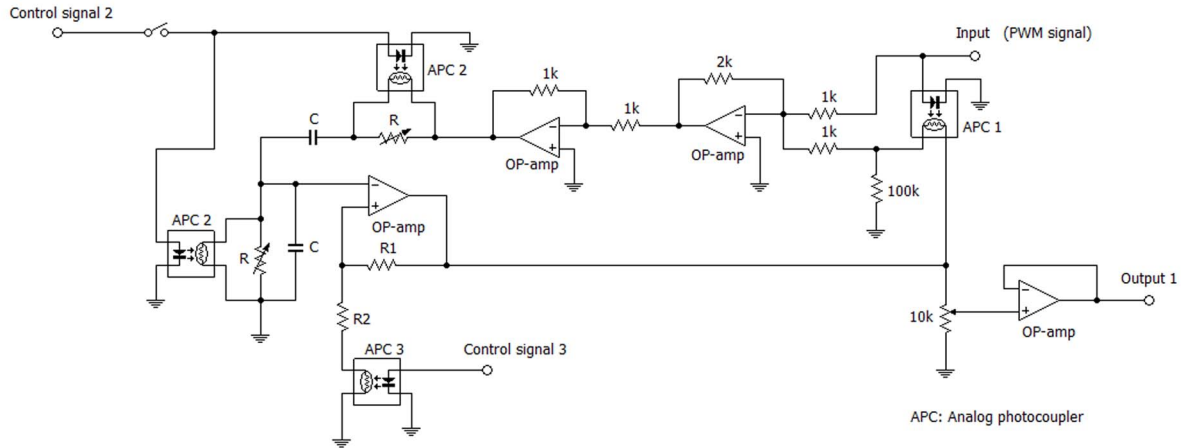 Control signal 2
Input (PWM signal)
APC 2
1k
2k
1k
1k
1k
APC 1
C
R
OP-amp
OP-amp
100k
APC 2
R
C
OP-amp
R1
R2
10k
OP-amp
Output 1
APC 3
Control signal 3
APC: Analog photocoupler